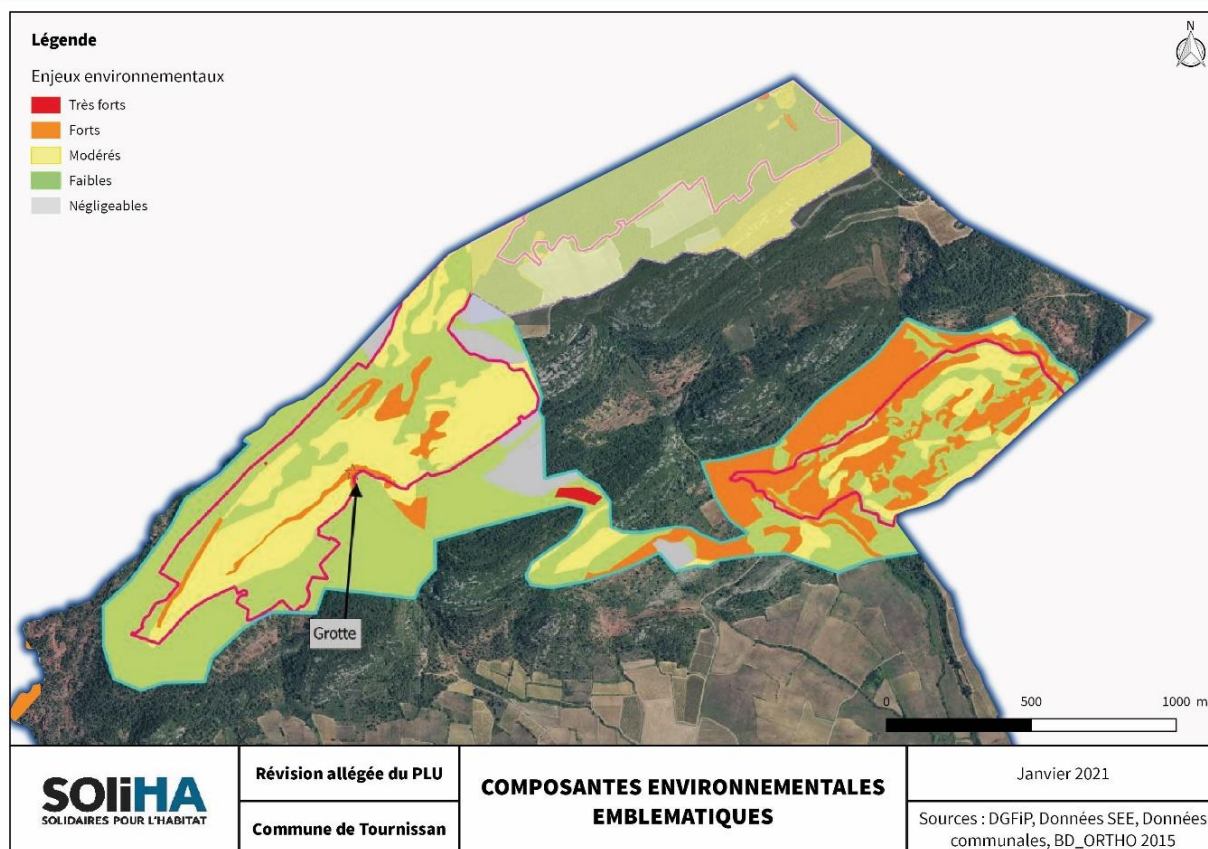 Légende
Enjeux environnementaux
Très forts
Forts
Modérés
Faibles
Négligeables
N
Grotte
0 500 1000 m
SOliHA
SOLIDAIRES POUR L'HABITAT
Révision allégée du PLU
Commune de Tournissan
COMPOSANTES ENVIRONNEMENTALES
EMBLEMATIQUES
Janvier 2021
Sources : DGFiP, Données SEE, Données
communales, BD_ORTHO 2015